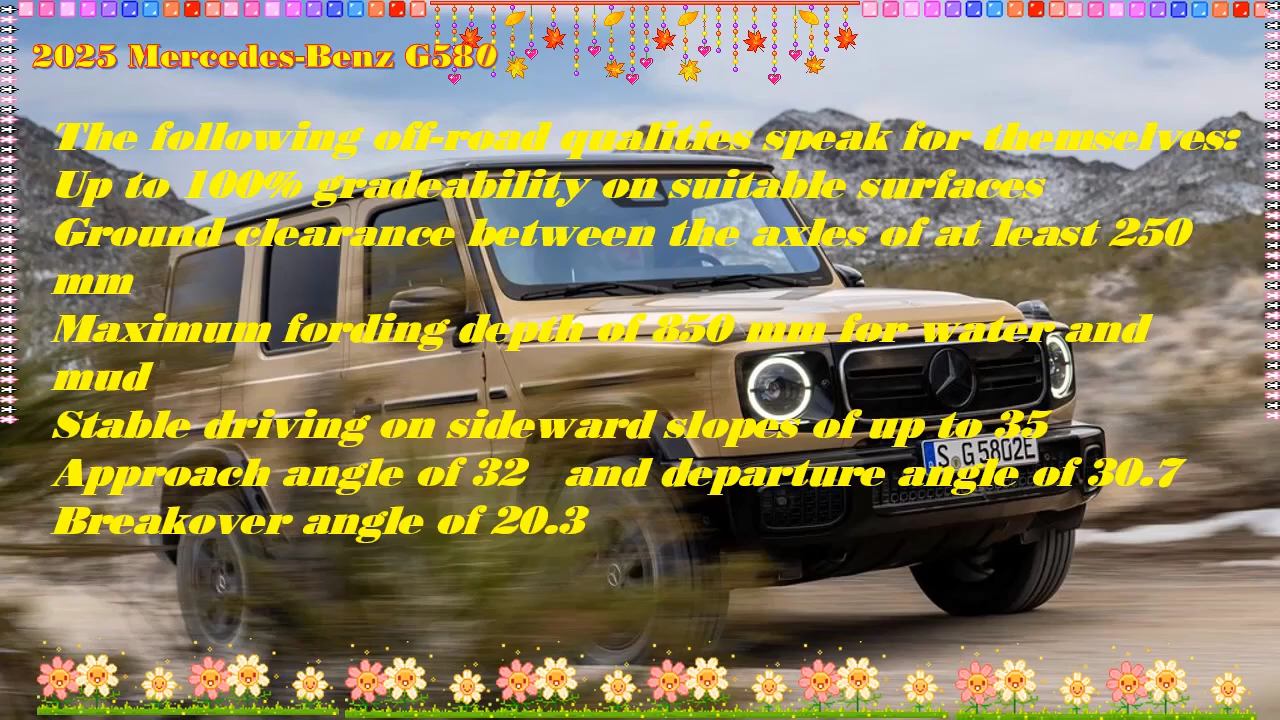 2025 Mercedes-Benz G580
The following off-road qualities speak for themselves:
Up to 100% gradeability on suitable surfaces
Ground clearance between the axles of at least 250
mm
Maximum fording depth of 850 mm for water and
mud
Stable driving on sideward slopes of up to 35
Approach angle of 32   and departure angle of 30.7
Breakover angle of 20.3
S G 5802E